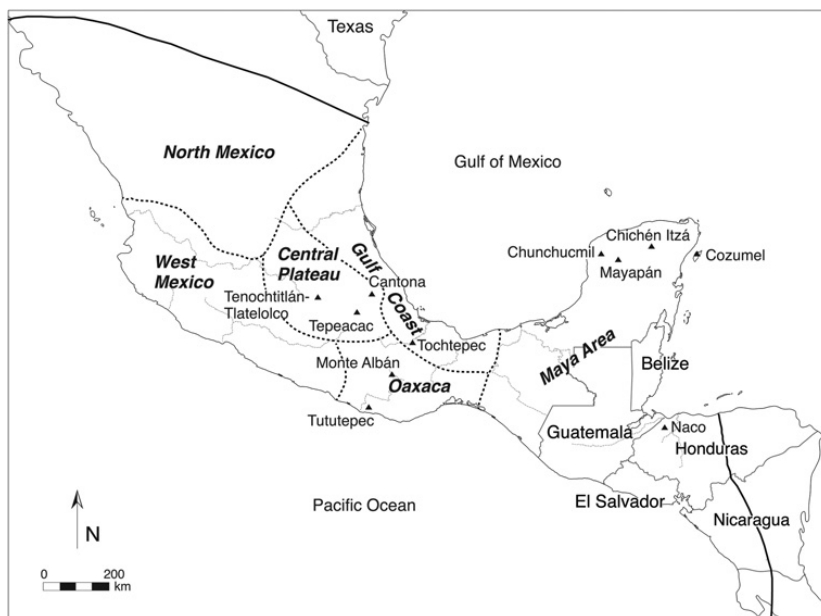 Texas
North Mexico
Gulf of Mexico
West
Mexico
Central
Plateau
Gulf
Coast
Cantona
Tenochtitlán-
Tlatelolco
Tepeacac
Tochtepec
Monte Albán
Oaxaca
Tututepec
Chichén Itzá
Chunchucmil
Mayapán
Cozumel
Maya Area
Belize
Guatemala
Naco
Honduras
El Salvador
Nicaragua
Pacific Ocean
N
0 200
km